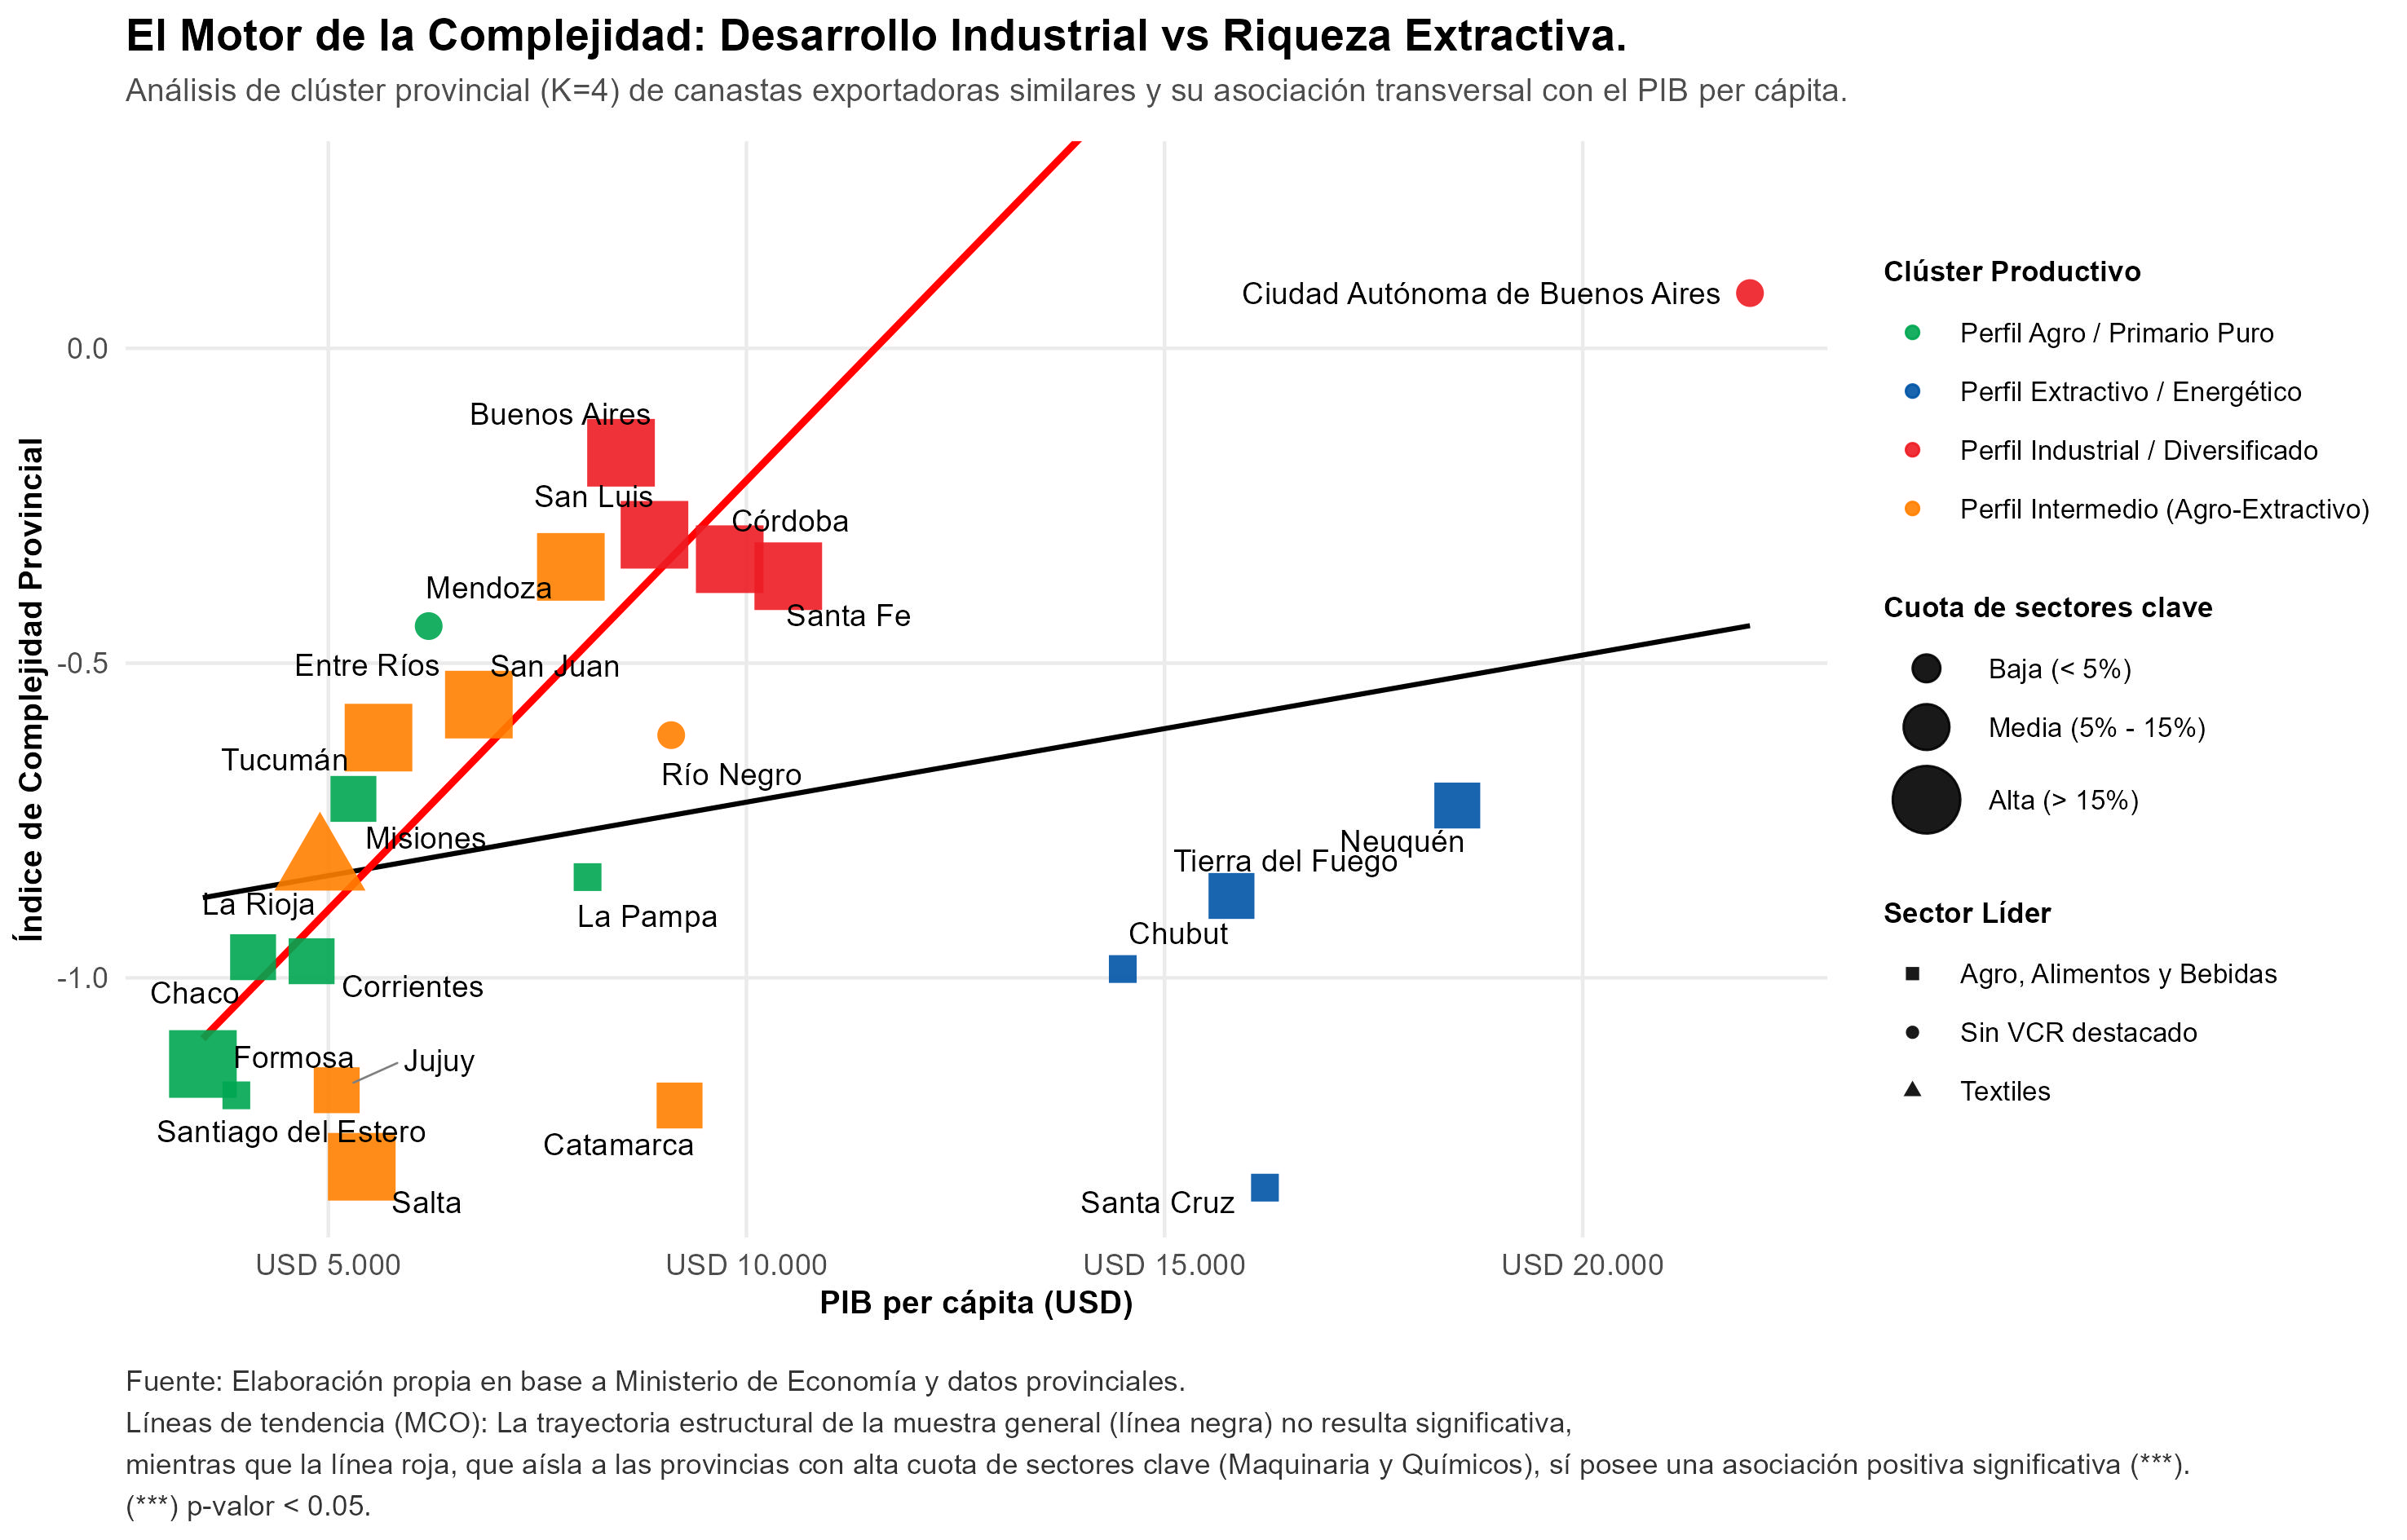 El Motor de la Complejidad: Desarrollo Industrial vs Riqueza Extractiva.
Análisis de clúster provincial (K=4) de canastas exportadoras similares y su asociación transversal con el PIB per cápita.
Índice de Complejidad Provincial
0.0
-0.5
-1.0
Ciudad Autónoma de Buenos Aires
Buenos Aires
San Luis
Córdoba
Mendoza
Santa Fe
Entre Ríos
San Juan
Tucumán
Río Negro
Misiones
Neuquén
Tierra del Fuego
La Rioja
La Pampa
Chubut
Chaco
Corrientes
Formosa
Jujuy
Santiago del Estero
Catamarca
Salta
Santa Cruz
USD 5.000
USD 10.000
USD 15.000
USD 20.000
PIB per cápita (USD)
Clúster Productivo
Perfil Agro / Primario Puro
Perfil Extractivo / Energético
Perfil Industrial / Diversificado
Perfil Intermedio (Agro-Extractivo)
Cuota de sectores clave
Baja (< 5%)
Media (5% - 15%)
Alta (> 15%)
Sector Líder
Agro, Alimentos y Bebidas
Sin VCR destacado
Textiles
Fuente: Elaboración propia en base a Ministerio de Economía y datos provinciales.
Líneas de tendencia (MCO): La trayectoria estructural de la muestra general (línea negra) no resulta significativa,
mientras que la línea roja, que aísla a las provincias con alta cuota de sectores clave (Maquinaria y Químicos), sí posee una asociación positiva significativa (***).
(***) p-valor < 0.05.